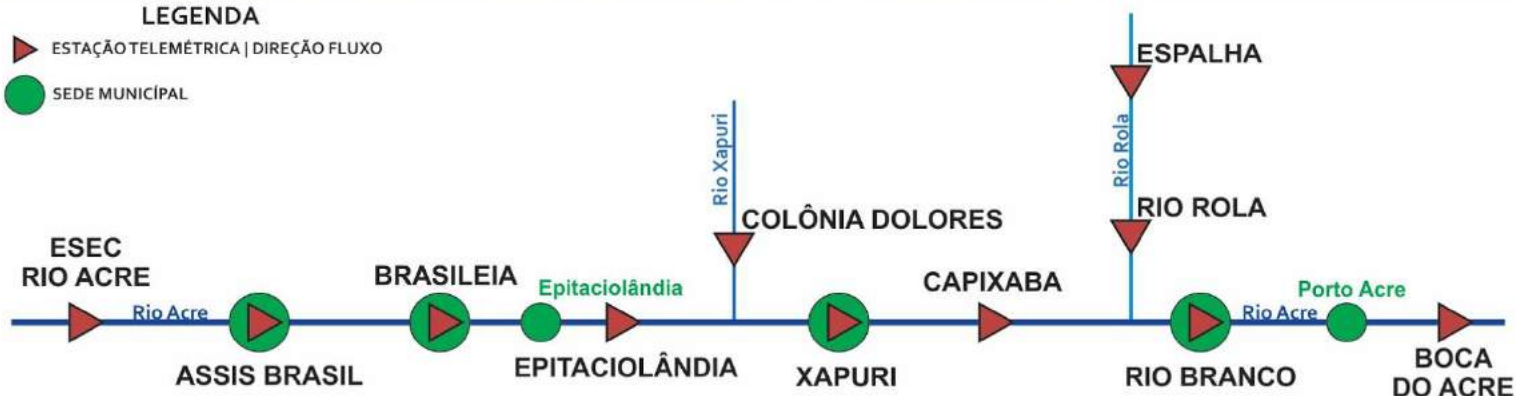 LEGENDA
ESTAÇÃO TELEMÉTRICA | DIREÇÃO FLUXO
SEDE MUNICÍPAL
ESPALHA
Rio Xapuri
Rio Rola
COLÔNIA DOLORES
RIO ROLA
ESEC
RIO ACRE
BRASILEIA
Epitaciolândia
CAPIXABA
Porto Acre
Rio Acre
Rio Acre
ASSIS BRASIL
EPITACIOLÂNDIA
XAPURI
RIO BRANCO
BOCA
DO ACRE